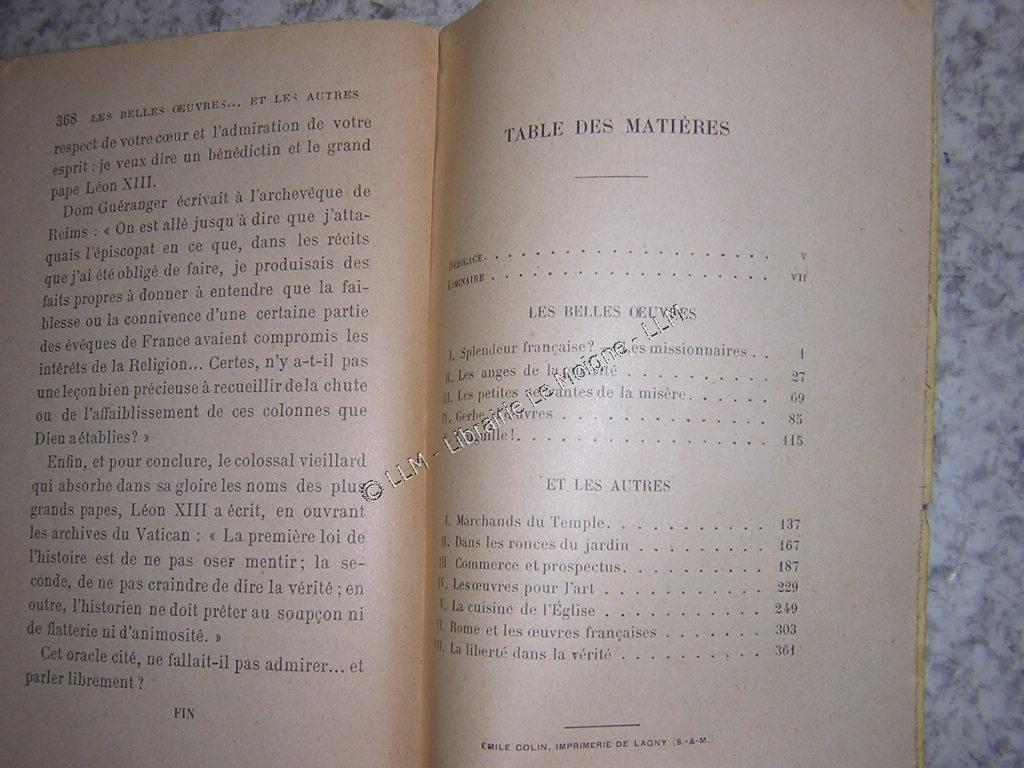 368 LES BELLES ŒUVRES... ET LES AUTRES
respect de votre cœur et l'admiration de votre
esprit : je veux dire un bénédictin et le grand
pape Léon XIII.
Dom Guéranger écrivait à l'archevêque de
Reims : « On est allé jusqu'à dire que j'atta-
quais l'épiscopat en ce que, dans les récits
que j'ai été obligé de faire, je produisais des
faits propres à donner à entendre que la fai-
blesse ou la connivence d'une certaine partie
des évêques de France avaient compromis les
intérêts de la Religion... Certes, n'y a-t-il pas
une leçon bien précieuse à recueillir de la chute
ou de l'affaiblissement de ces colonnes que
Dieu a établies ? »
Enfin, et pour conclure, le colossal vieillard
qui absorbe dans sa gloire les noms des plus
grands papes, Léon XIII a écrit, en ouvrant
les archives du Vatican : « La première loi de
l'histoire est de ne pas oser mentir ; la se-
conde, de ne pas craindre de dire la vérité ; en
outre, l'historien ne doit prêter au soupçon ni
de flatterie ni d'animosité. »
Cet oracle cité, ne fallait-il pas admirer... et
parler librement ?
FIN
TABLE DES MATIÈRES
DÉDICACE. . . . . . . . . . . . . . . . . . V
LIMINAIRE . . . . . . . . . . . . . . . . . VII
LES BELLES ŒUVRES
I. Splendeur française ? Les missionnaires . . 1
II. Les anges de la . . . . . . . . 27
III. Les petites servantes de la misère. . . . . . 69
IV. Gerbe . . . . . . . . . . . 85
. . . . . . . . . . . . 115
ET LES AUTRES
I. Marchands du Temple. . . . . . . . . 137
II. Dans les ronces du jardin . . . . . . . 167
III. Commerce et prospectus. . . . . . . . 187
IV. Les œuvres pour l'art . . . . . . . . . 229
V. La cuisine de l'Église . . . . . . . . . 249
VI. Rome et les œuvres françaises . . . . . . 303
VII. La liberté dans la vérité . . . . . . . . 361
ÉMILE COLIN, IMPRIMERIE DE LAGNY (S.-&-M.)
© LLM - Librairie Le Moigne - LLM